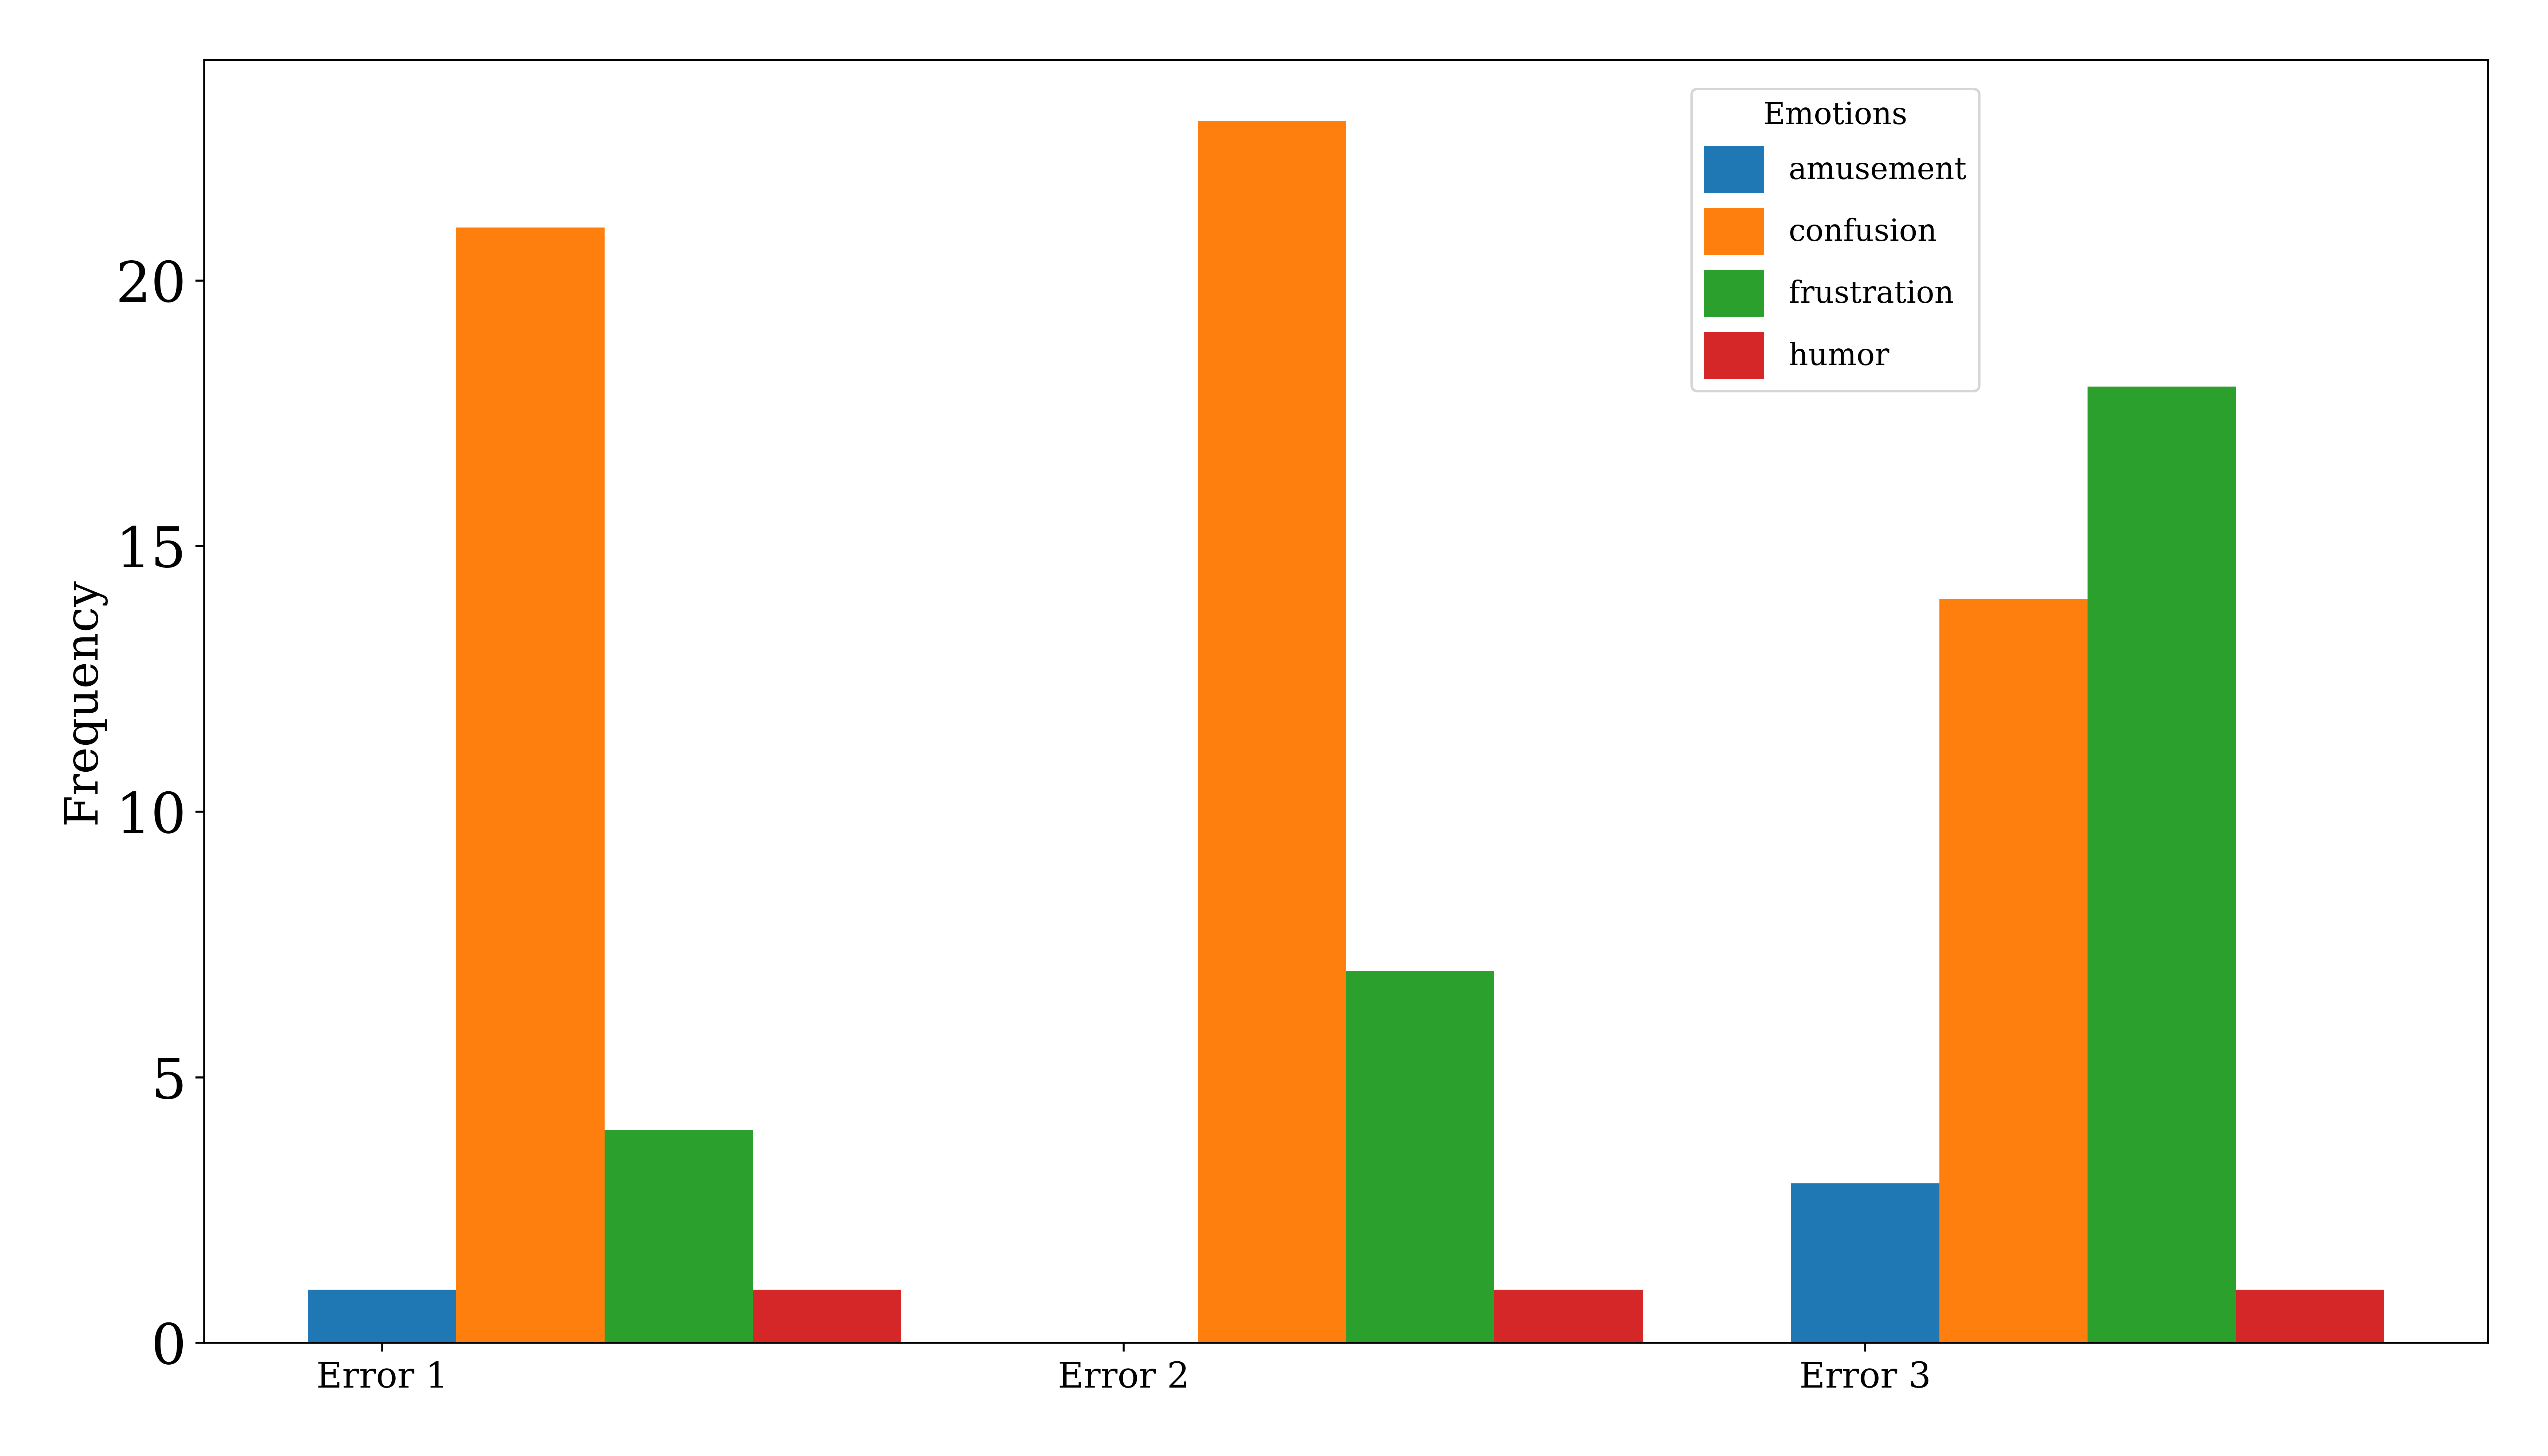 Emotions
amusement
confusion
frustration
humor
Frequency
20
15
10
5
0
Error 1
Error 2
Error 3